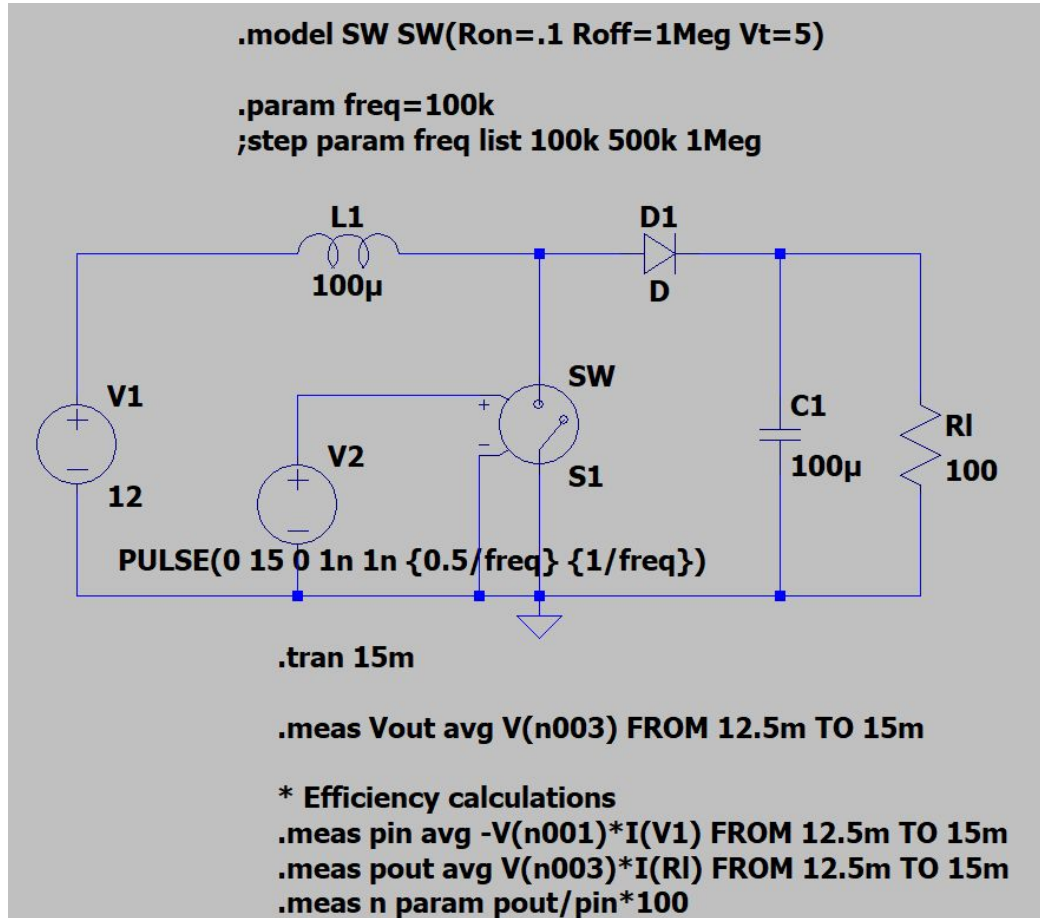 .model SW SW(Ron=.1 Roff=1Meg Vt=5)
.param freq=100k
;step param freq list 100k 500k 1Meg
L1
100µ
D1
D
V1
12
V2
PULSE(0 15 0 1n 1n {0.5/freq} {1/freq})
+
−
SW
S1
C1
100µ
Rl
100
.tran 15m
.meas Vout avg V(n003) FROM 12.5m TO 15m
* Efficiency calculations
.meas pin avg -V(n001)*I(V1) FROM 12.5m TO 15m
.meas pout avg V(n003)*I(Rl) FROM 12.5m TO 15m
.meas n param pout/pin*100